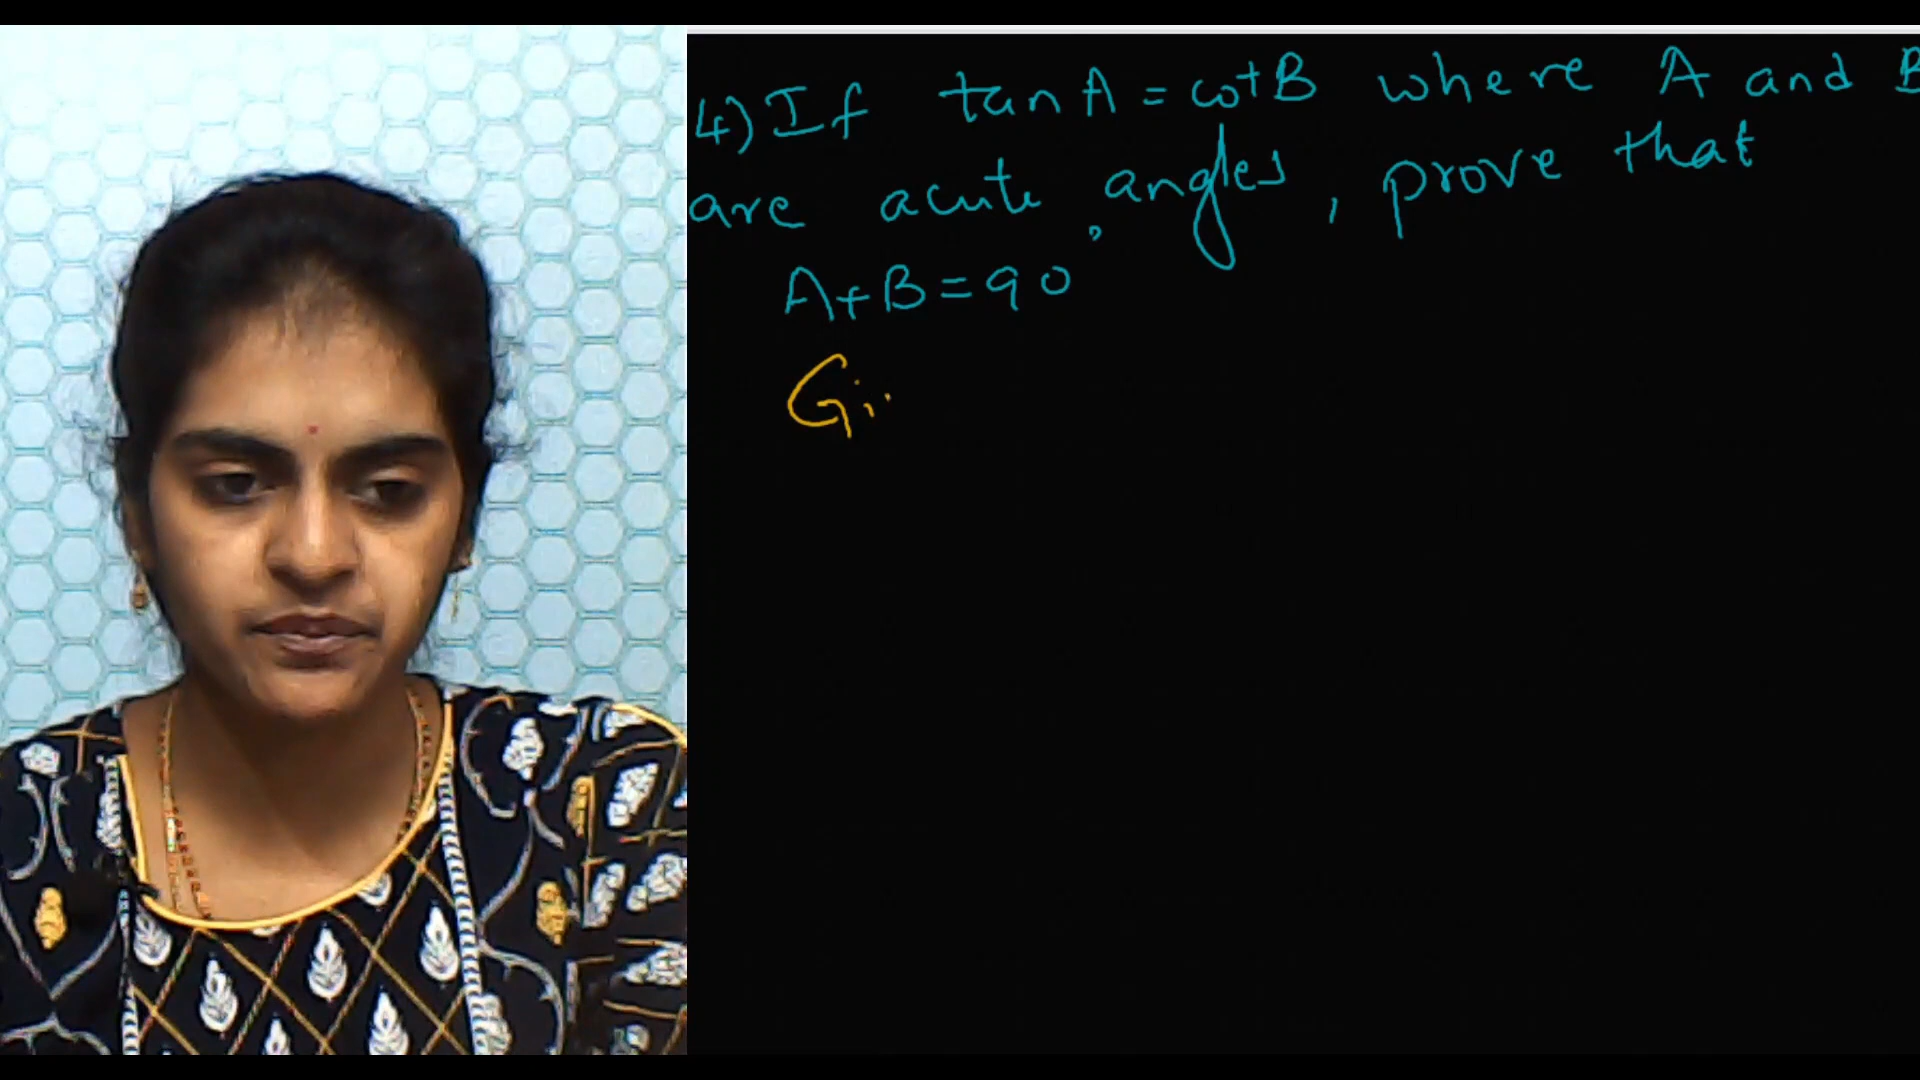 4) If tan A = cot B where A and B
are acute angles, prove that
A+B=90°
Gi